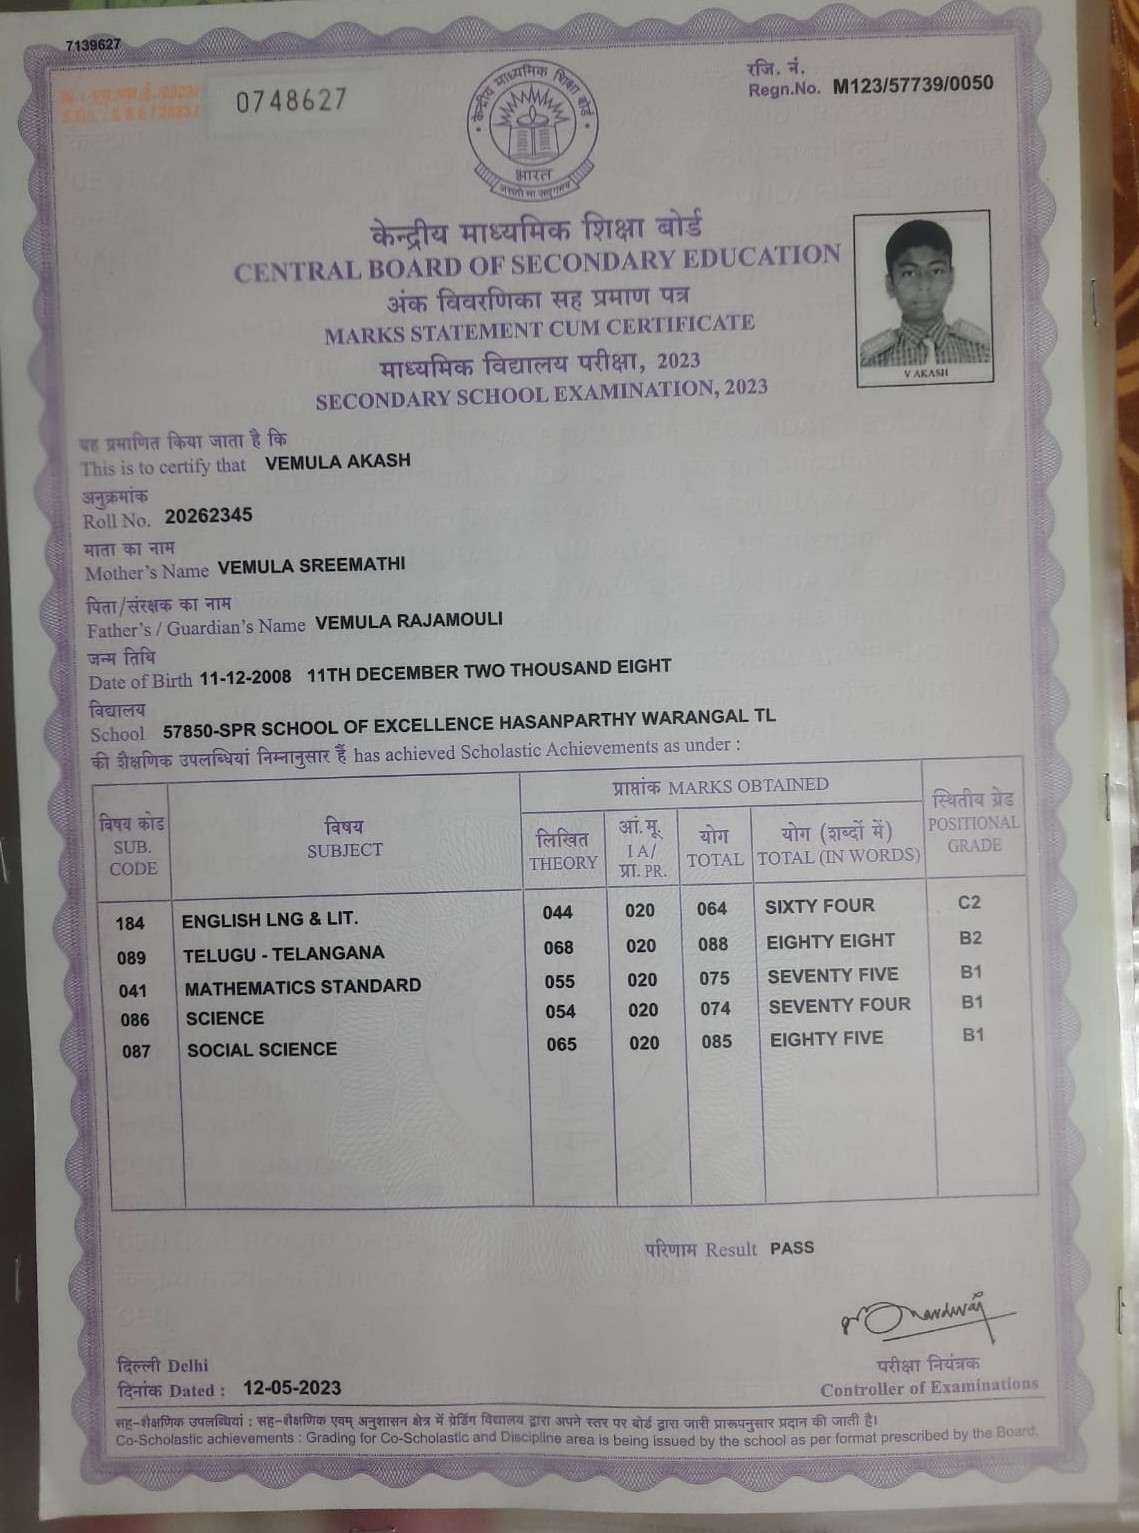 7139627
0748627
रजि. नं.
Regn.No. M123/57739/0050
केन्द्रीय माध्यमिक शिक्षा बोर्ड
भारत
असतो मा सद्गमय
केन्द्रीय माध्यमिक शिक्षा बोर्ड
CENTRAL BOARD OF SECONDARY EDUCATION
अंक विवरणिका सह प्रमाण पत्र
MARKS STATEMENT CUM CERTIFICATE
माध्यमिक विद्यालय परीक्षा, 2023
SECONDARY SCHOOL EXAMINATION, 2023
V AKASH
यह प्रमाणित किया जाता है कि
This is to certify that VEMULA AKASH
अनुक्रमांक
Roll No. 20262345
माता का नाम
Mother's Name VEMULA SREEMATHI
पिता/संरक्षक का नाम
Father's / Guardian's Name VEMULA RAJAMOULI
जन्म तिथि
Date of Birth 11-12-2008 11TH DECEMBER TWO THOUSAND EIGHT
विद्यालय
School 57850-SPR SCHOOL OF EXCELLENCE HASANPARTHY WARANGAL TL
की शैक्षणिक उपलब्धियां निम्नानुसार हैं has achieved Scholastic Achievements as under :
विषय कोड SUB. CODE विषय SUBJECT प्राप्तांक MARKS OBTAINED स्थितीय ग्रेड POSITIONAL GRADE
लिखित THEORY आं.मू. I A/ प्रा. PR. योग TOTAL योग (शब्दों में) TOTAL (IN WORDS)
184 ENGLISH LNG & LIT. 044 020 064 SIXTY FOUR C2
089 TELUGU - TELANGANA 068 020 088 EIGHTY EIGHT B2
041 MATHEMATICS STANDARD 055 020 075 SEVENTY FIVE B1
086 SCIENCE 054 020 074 SEVENTY FOUR B1
087 SOCIAL SCIENCE 065 020 085 EIGHTY FIVE B1
परिणाम Result PASS
दिल्ली Delhi
दिनांक Dated : 12-05-2023
परीक्षा नियंत्रक
Controller of Examinations
सह-शैक्षणिक उपलब्धियां : सह-शैक्षणिक एवम् अनुशासन क्षेत्र में ग्रेडिंग विद्यालय द्वारा अपने स्तर पर बोर्ड द्वारा जारी प्रारूपनुसार प्रदान की जाती है।
Co-Scholastic achievements : Grading for Co-Scholastic and Discipline area is being issued by the school as per format prescribed by the Board.